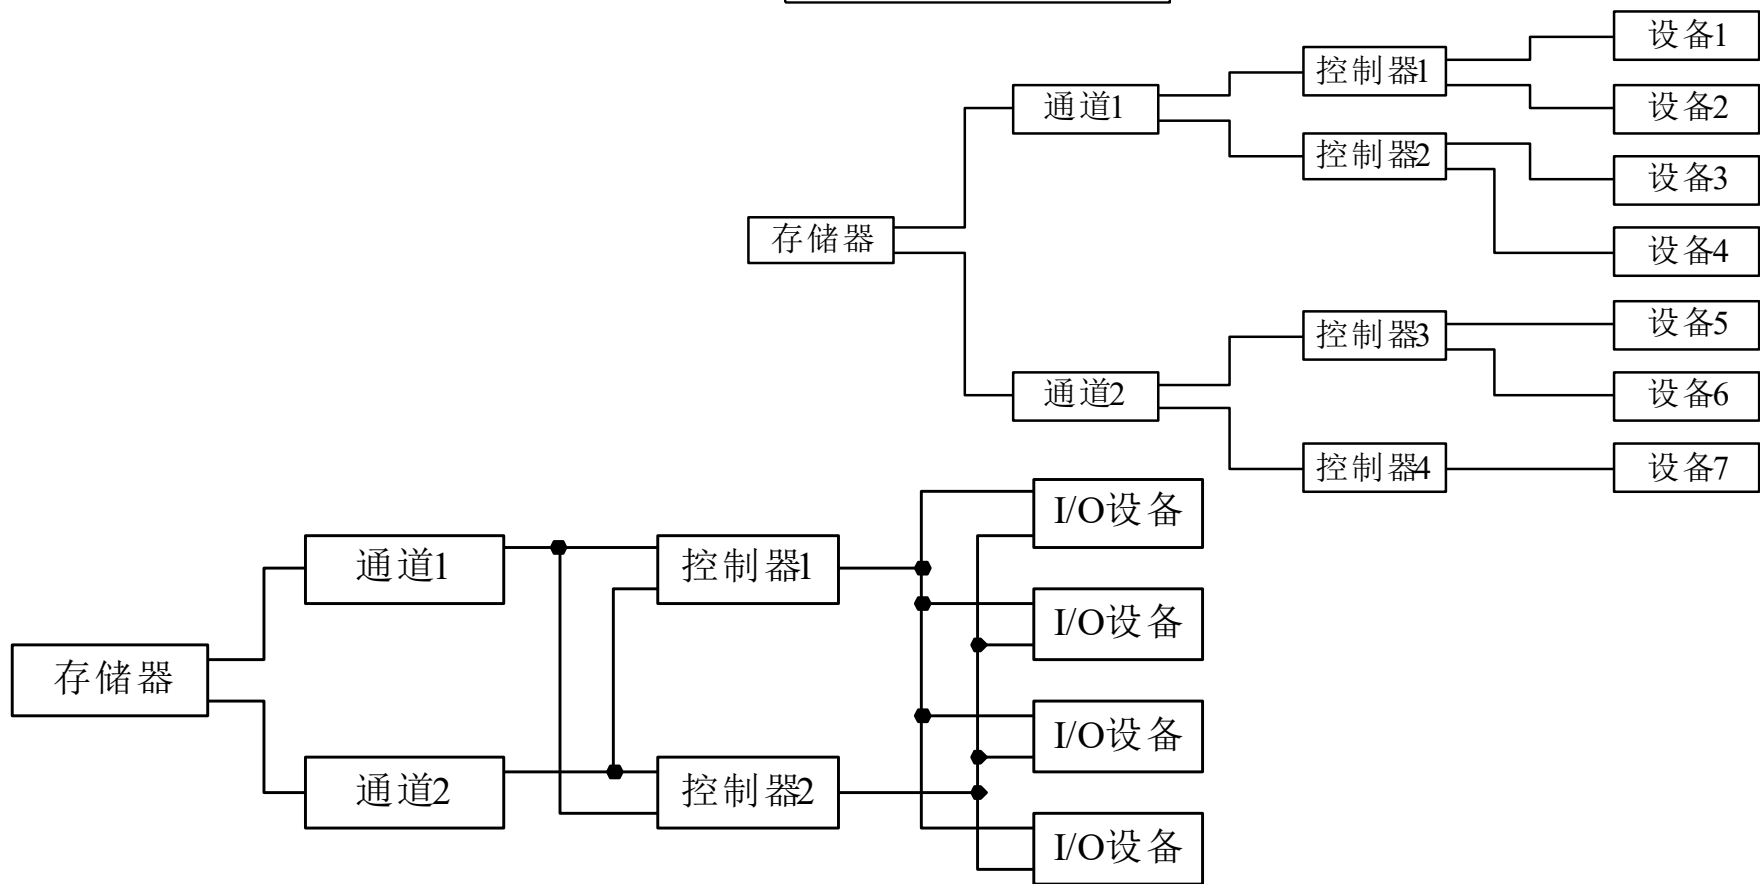 设备1
控制器1
设备2
通道1
控制器2
设备3
存储器
设备4
控制器3
设备5
通道2
设备6
控制器4
设备7
I/O设备
通道1
控制器1
I/O设备
存储器
I/O设备
通道2
控制器2
I/O设备